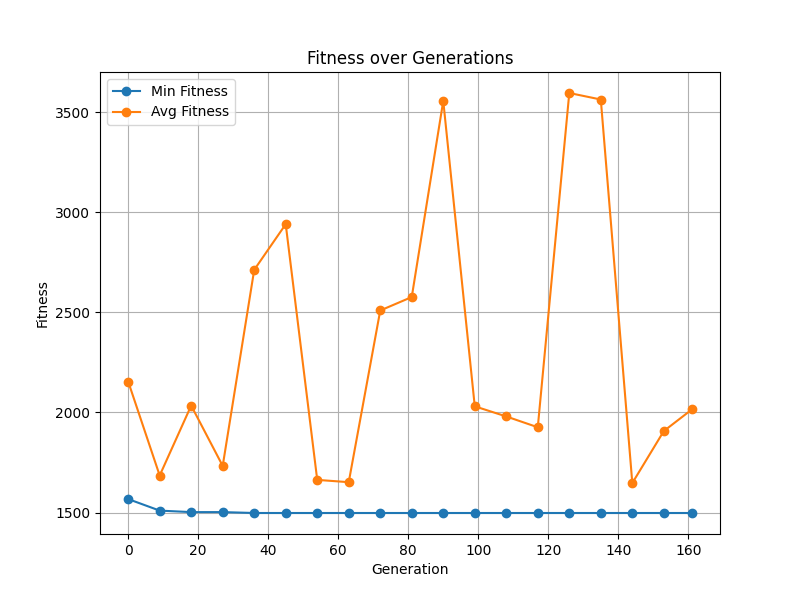 Fitness over Generations
Min Fitness
Avg Fitness
3500
3000
2500
2000
1500
Fitness
0 20 40 60 80 100 120 140 160
Generation